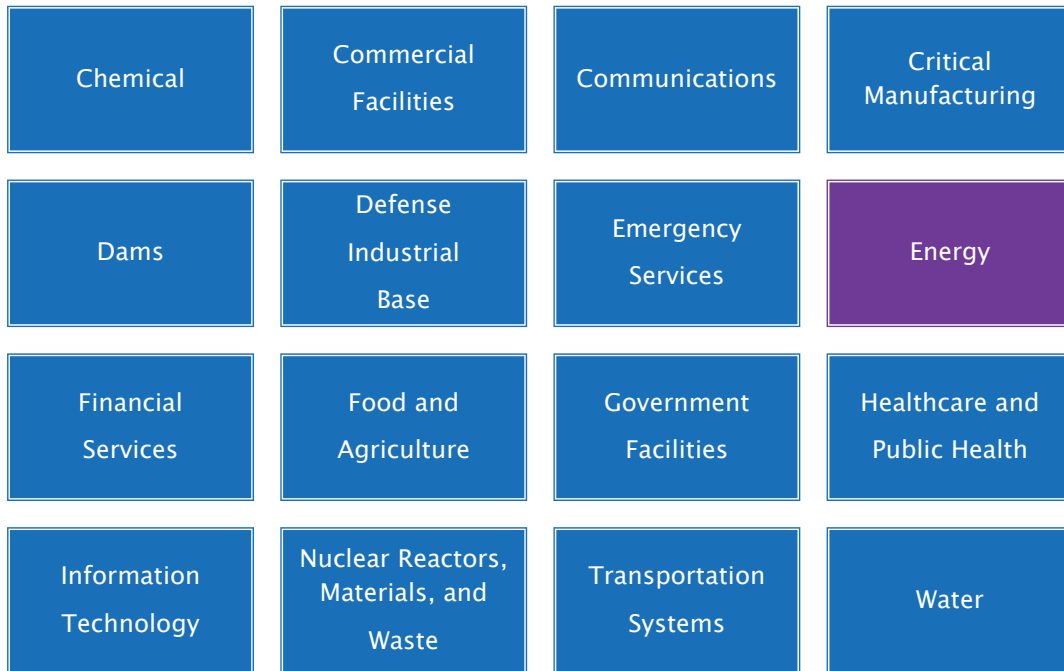 Chemical
Commercial
Facilities
Communications
Critical
Manufacturing
Dams
Defense
Industrial
Base
Emergency
Services
Energy
Financial
Services
Food and
Agriculture
Government
Facilities
Healthcare and
Public Health
Information
Technology
Nuclear Reactors,
Materials, and
Waste
Transportation
Systems
Water